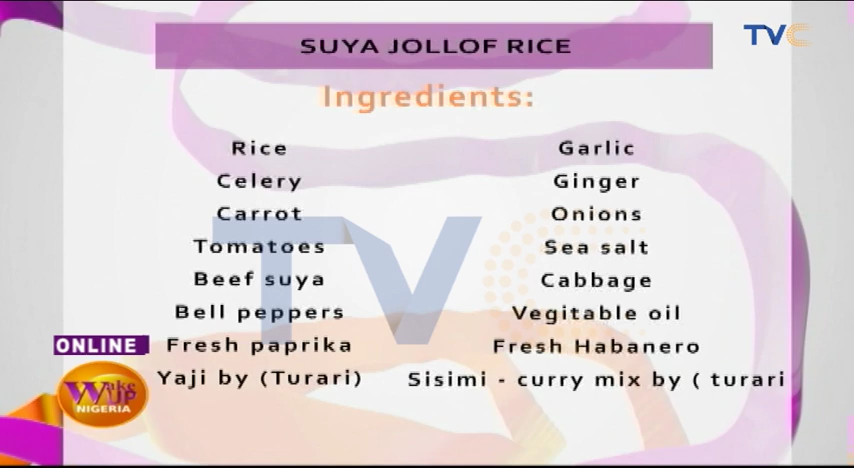 SUYA JOLLOF RICE
TVC
Ingredients:
Rice
Celery
Carrot
Tomatoes
Beef suya
Bell peppers
Fresh paprika
Yaji by (Turari)
Garlic
Ginger
Onions
Sea salt
Cabbage
Vegitable oil
Fresh Habanero
Sisimi - curry mix by ( turari
TVC
ONLINE
Wake
UP
NIGERIA